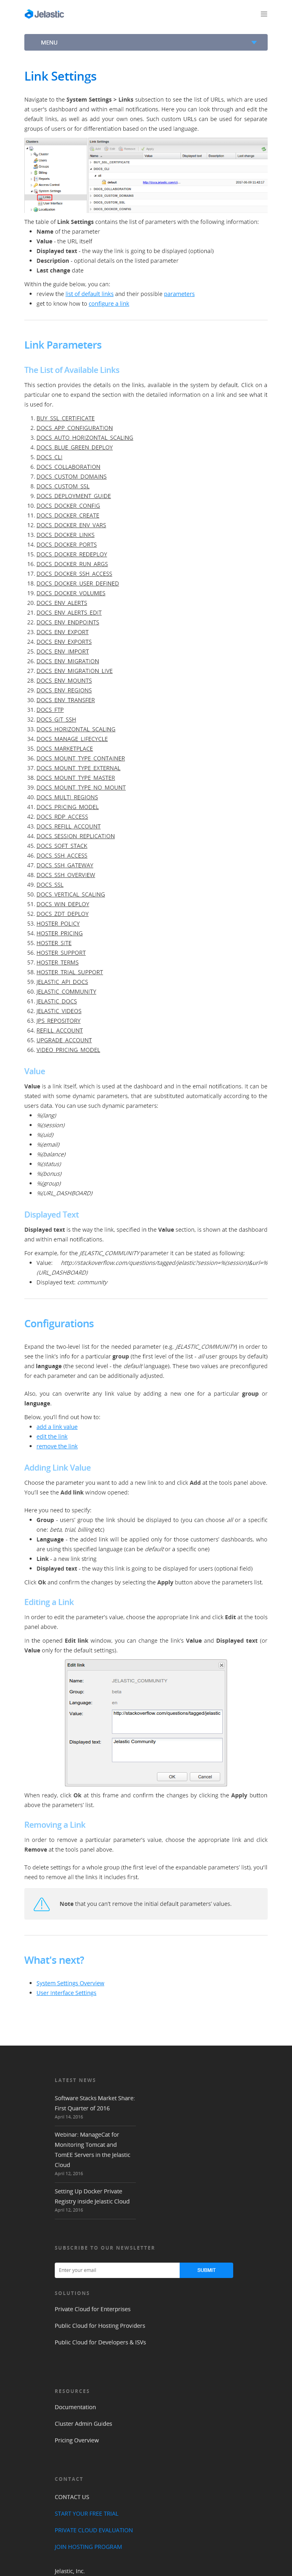 Jelastic
MENU
Link Settings
Navigate to the System Settings > Links subsection to see the list of URLs, which are used at user's dashboard and within email notifications. Here you can look through and edit the default links, as well as add your own ones. Such custom URLs can be used for separate groups of users or for differentiation based on the used language.
The table of Link Settings contains the list of parameters with the following information:
Name of the parameter
Value - the URL itself
Displayed text - the way the link is going to be displayed (optional)
Description - optional details on the listed parameter
Last change date
Within the guide below, you can:
review the list of default links and their possible parameters
get to know how to configure a link
Link Parameters
The List of Available Links
This section provides the details on the links, available in the system by default. Click on a particular one to expand the section with the detailed information on a link and see what it is used for.
1. BUY_SSL_CERTIFICATE
2. DOCS_APP_CONFIGURATION
3. DOCS_AUTO_HORIZONTAL_SCALING
4. DOCS_BLUE_GREEN_DEPLOY
5. DOCS_CLI
6. DOCS_COLLABORATION
7. DOCS_CUSTOM_DOMAINS
8. DOCS_CUSTOM_SSL
9. DOCS_DEPLOYMENT_GUIDE
10. DOCS_DOCKER_CONFIG
11. DOCS_DOCKER_CREATE
12. DOCS_DOCKER_ENV_VARS
13. DOCS_DOCKER_LINKS
14. DOCS_DOCKER_PORTS
15. DOCS_DOCKER_REDEPLOY
16. DOCS_DOCKER_RUN_ARGS
17. DOCS_DOCKER_SSH_ACCESS
18. DOCS_DOCKER_USER_DEFINED
19. DOCS_DOCKER_VOLUMES
20. DOCS_ENV_ALERTS
21. DOCS_ENV_ALERTS_EDIT
22. DOCS_ENV_ENDPOINTS
23. DOCS_ENV_EXPORT
24. DOCS_ENV_EXPORTS
25. DOCS_ENV_IMPORT
26. DOCS_ENV_MIGRATION
27. DOCS_ENV_MIGRATION_LIVE
28. DOCS_ENV_MOUNTS
29. DOCS_ENV_REGIONS
30. DOCS_ENV_TRANSFER
31. DOCS_FTP
32. DOCS_GIT_SSH
33. DOCS_HORIZONTAL_SCALING
34. DOCS_MANAGE_LIFECYCLE
35. DOCS_MARKETPLACE
36. DOCS_MOUNT_TYPE_CONTAINER
37. DOCS_MOUNT_TYPE_EXTERNAL
38. DOCS_MOUNT_TYPE_MASTER
39. DOCS_MOUNT_TYPE_NO_MOUNT
40. DOCS_MULTI_REGIONS
41. DOCS_PRICING_MODEL
42. DOCS_RDP_ACCESS
43. DOCS_REFILL_ACCOUNT
44. DOCS_SESSION_REPLICATION
45. DOCS_SOFT_STACK
46. DOCS_SSH_ACCESS
47. DOCS_SSH_GATEWAY
48. DOCS_SSH_OVERVIEW
49. DOCS_SSL
50. DOCS_VERTICAL_SCALING
51. DOCS_WIN_DEPLOY
52. DOCS_ZDT_DEPLOY
53. HOSTER_POLICY
54. HOSTER_PRICING
55. HOSTER_SITE
56. HOSTER_SUPPORT
57. HOSTER_TERMS
58. HOSTER_TRIAL_SUPPORT
59. JELASTIC_API_DOCS
60. JELASTIC_COMMUNITY
61. JELASTIC_DOCS
62. JELASTIC_VIDEOS
63. JPS_REPOSITORY
64. REFILL_ACCOUNT
65. UPGRADE_ACCOUNT
66. VIDEO_PRICING_MODEL
Value
Value is a link itself, which is used at the dashboard and in the email notifications. It can be stated with some dynamic parameters, that are substituted automatically according to the users data. You can use such dynamic parameters:
%(lang)
%(session)
%(uid)
%(email)
%(balance)
%(status)
%(bonus)
%(group)
%(URL_DASHBOARD)
Displayed Text
Displayed text is the way the link, specified in the Value section, is shown at the dashboard and within email notifications.
For example, for the JELASTIC_COMMUNITY parameter it can be stated as following:
Value: http://stackoverflow.com/questions/tagged/jelastic?session=%(session)&url=%(URL_DASHBOARD)
Displayed text: community
Configurations
Expand the two-level list for the needed parameter (e.g. JELASTIC_COMMUNITY) in order to see the link's info for a particular group (the first level of the list - all user groups by default) and language (the second level - the default language). These two values are preconfigured for each parameter and can be additionally adjusted.
Also, you can overwrite any link value by adding a new one for a particular group or language.
Below, you'll find out how to:
add a link value
edit the link
remove the link
Adding Link Value
Choose the parameter you want to add a new link to and click Add at the tools panel above. You'll see the Add link window opened:
Here you need to specify:
Group - users' group the link should be displayed to (you can choose all or a specific one: beta, trial, billing etc)
Language - the added link will be applied only for those customers' dashboards, who are using this specified language (can be default or a specific one)
Link - a new link string
Displayed text - the way this link is going to be displayed for users (optional field)
Click Ok and confirm the changes by selecting the Apply button above the parameters list.
Editing a Link
In order to edit the parameter's value, choose the appropriate link and click Edit at the tools panel above.
In the opened Edit link window, you can change the link's Value and Displayed text (or Value only for the default settings).
Edit link
Name: JELASTIC_COMMUNITY
Group: beta
Language: en
Value: http://stackoverflow.com/questions/tagged/jelastic
Displayed text: Jelastic Community
OK Cancel
When ready, click Ok at this frame and confirm the changes by clicking the Apply button above the parameters' list.
Removing a Link
In order to remove a particular parameter's value, choose the appropriate link and click Remove at the tools panel above.
To delete settings for a whole group (the first level of the expandable parameters' list), you'll need to remove all the links it includes first.
Note that you can't remove the initial default parameters' values.
What's next?
System Settings Overview
User Interface Settings
LATEST NEWS
Software Stacks Market Share: First Quarter of 2016
April 14, 2016
Webinar: ManageCat for Monitoring Tomcat and TomEE Servers in the Jelastic Cloud
April 12, 2016
Setting Up Docker Private Registry inside Jelastic Cloud
April 12, 2016
SUBSCRIBE TO OUR NEWSLETTER
Enter your email SUBMIT
SOLUTIONS
Private Cloud for Enterprises
Public Cloud for Hosting Providers
Public Cloud for Developers & ISVs
RESOURCES
Documentation
Cluster Admin Guides
Pricing Overview
CONTACT
CONTACT US
START YOUR FREE TRIAL
PRIVATE CLOUD EVALUATION
JOIN HOSTING PROGRAM
Jelastic, Inc.